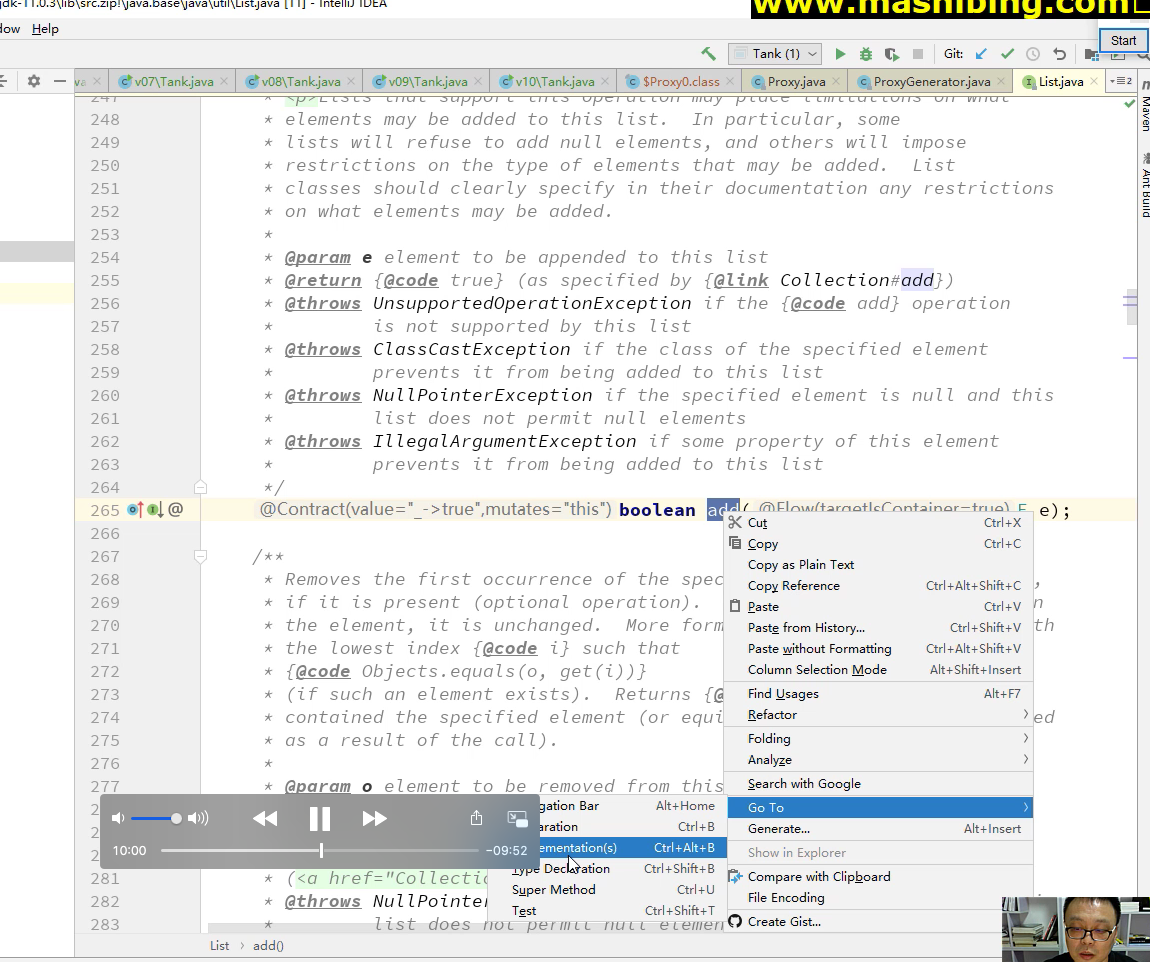 jdk-11.0.3\lib\src.zip!\java.base\java\util\List.java [11] - IntelliJ IDEA
www.mashibing.com
Help
Start
Tank (1)
Git:
v07\Tank.java
v08\Tank.java
v09\Tank.java
v10\Tank.java
$Proxy0.class
Proxy.java
ProxyGenerator.java
List.java
2
Maven
Ant Build
247 * <p>Lists that support this operation may place limitations on what
248 * elements may be added to this list. In particular, some
249 * lists will refuse to add null elements, and others will impose
250 * restrictions on the type of elements that may be added. List
251 * classes should clearly specify in their documentation any restrictions
252 * on what elements may be added.
253 *
254 * @param e element to be appended to this list
255 * @return {@code true} (as specified by {@link Collection#add})
256 * @throws UnsupportedOperationException if the {@code add} operation
257 * is not supported by this list
258 * @throws ClassCastException if the class of the specified element
259 * prevents it from being added to this list
260 * @throws NullPointerException if the specified element is null and this
261 * list does not permit null elements
262 * @throws IllegalArgumentException if some property of this element
263 * prevents it from being added to this list
264 */
265 @ @Contract(value="_->true",mutates="this") boolean add( @Flow(targetIsContainer=true) E e);
266
267 /**
268 * Removes the first occurrence of the spec
269 * if it is present (optional operation).
270 * the element, it is unchanged. More form
271 * the lowest index {@code i} such that
272 * {@code Objects.equals(o, get(i))}
273 * (if such an element exists). Returns {@
274 * contained the specified element (or equi
275 * as a result of the call).
276 *
277 * @param o element to be removed from this
281 * (<a href="Collectio
282 * @throws NullPointer
283 list does not permit null elemen
Cut Ctrl+X
Copy Ctrl+C
Copy as Plain Text
Copy Reference Ctrl+Alt+Shift+C
Paste Ctrl+V
Paste from History... Ctrl+Shift+V
Paste without Formatting Ctrl+Alt+Shift+V
Column Selection Mode Alt+Shift+Insert
Find Usages Alt+F7
Refactor
Folding
Analyze
Search with Google
Go To
Generate... Alt+Insert
Show in Explorer
Compare with Clipboard
File Encoding
Create Gist...
gation Bar Alt+Home
aration Ctrl+B
ementation(s) Ctrl+Alt+B
Type Declaration Ctrl+Shift+B
Super Method Ctrl+U
Test Ctrl+Shift+T
10:00
-09:52
List › add()